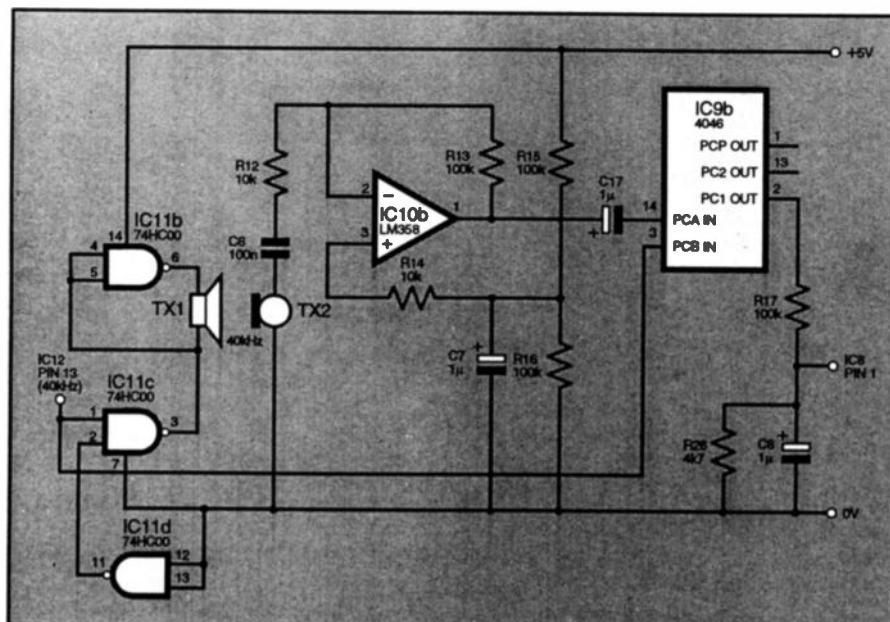 +5V
IC9b
4046
PCP OUT
1
PC2 OUT
13
PC1 OUT
2
14
PCA IN
3
PCB IN
R12
10k
R13
100k
R15
100k
C17
1µ
+
2
−
IC10b
LM358
1
3
+
IC11b
74HC00
14
4
5
6
C6
100n
R14
10k
TX1
TX2
40kHz
R17
100k
IC12
PIN 13
(40kHz)
IC11c
74HC00
1
2
3
7
+
C7
1µ
R16
100k
IC8
PIN 1
R26
4k7
+
C8
1µ
0V
IC11d
74HC00
11
12
13